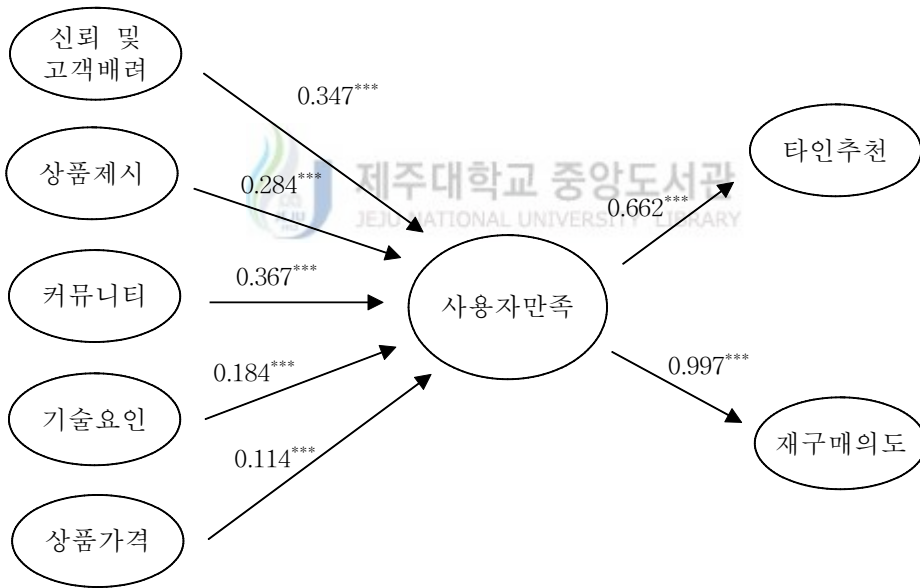 신뢰 및
고객배려
0.347***
상품제시
0.284***
커뮤니티
0.367***
기술요인
0.184***
상품가격
0.114***
사용자만족
타인추천
0.662***
재구매의도
0.997***
제주대학교 중앙도서관
JEJU NATIONAL UNIVERSITY LIBRARY